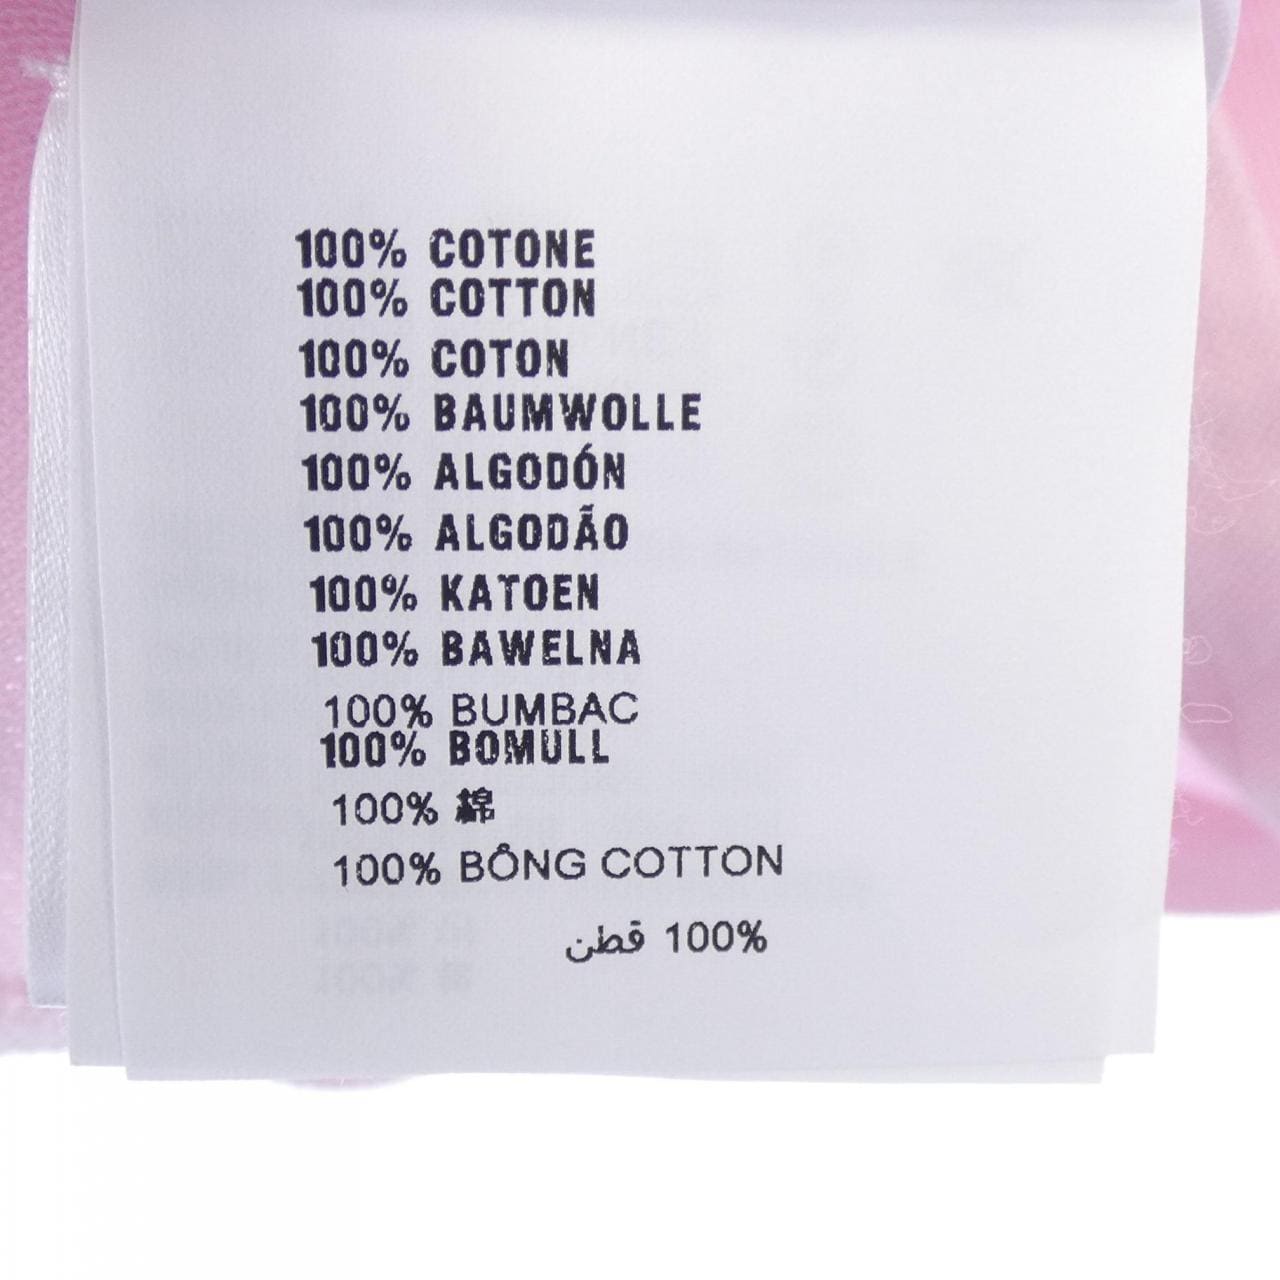 100% COTONE
100% COTTON
100% COTON
100% BAUMWOLLE
100% ALGODÓN
100% ALGODÃO
100% KATOEN
100% BAWELNA
100% BUMBAC
100% BOMULL
100% 綿
100% BÔNG COTTON
100% قطن